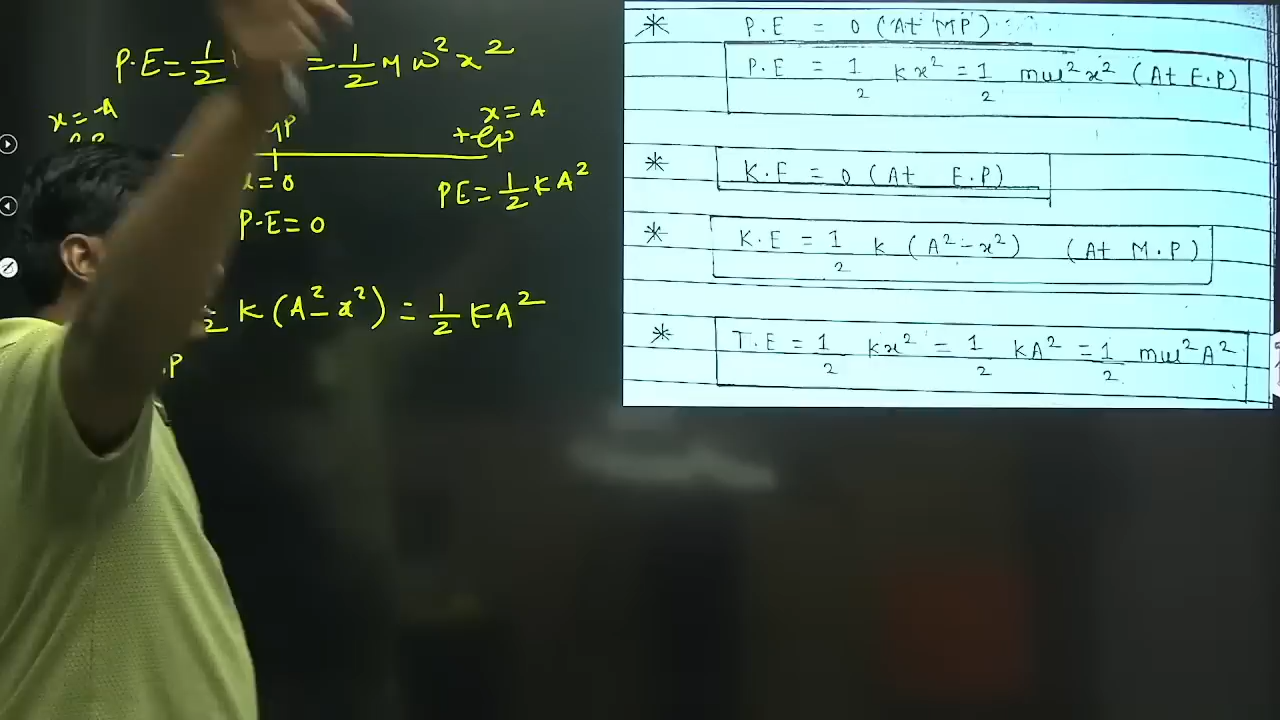 P.E = 1/2 = 1/2 M ω² x²
x = -A
x = A
MP
+ep
x = 0
PE = 1/2 KA²
P.E = 0
2 K (A² - x²) = 1/2 KA²
.P
* P.E = 0 (At MP)
P.E = 1/2 Kx² = 1/2 mω²x² (At E.P)
* K.E = 0 (At E.P)
* K.E = 1/2 k (A² - x²) (At M.P)
* T.E = 1/2 Kx² = 1/2 KA² = 1/2 mω²A²